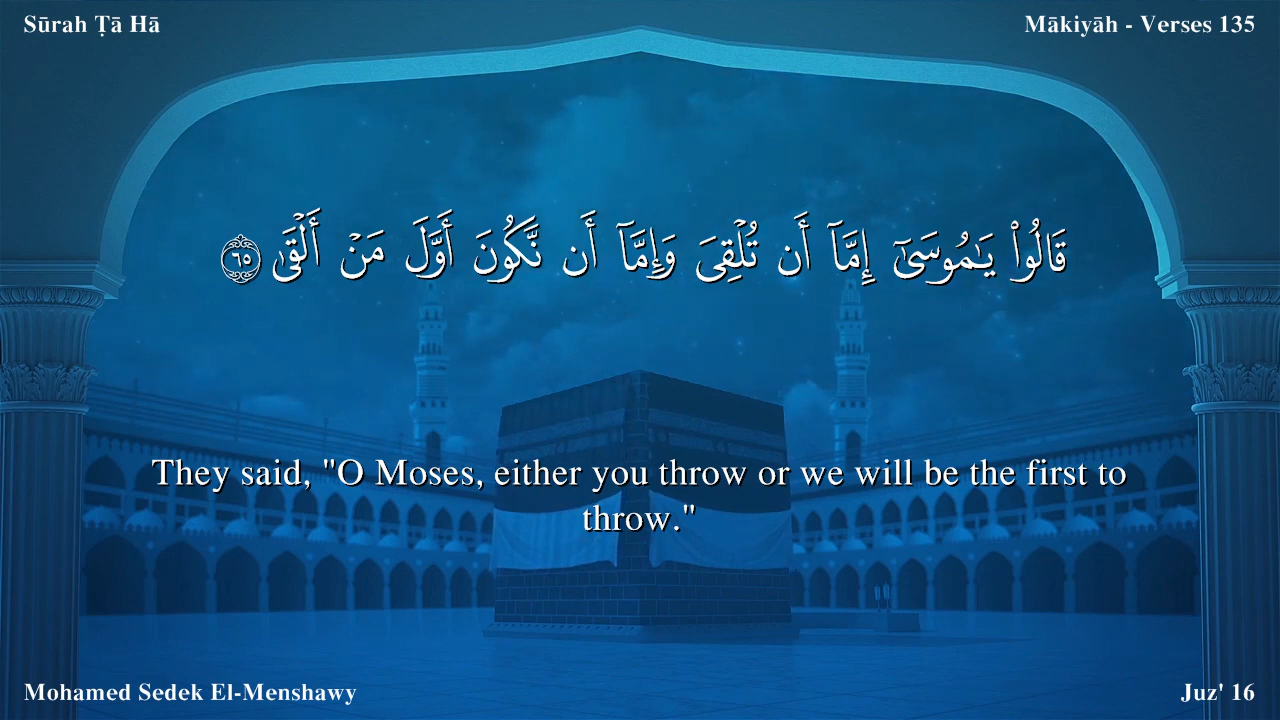 Sūrah Ṭā Hā
Mākiyāh - Verses 135
قَالُوا۟ يَـٰمُوسَىٰٓ إِمَّآ أَن تُلْقِىَ وَإِمَّآ أَن نَّكُونَ أَوَّلَ مَنْ أَلْقَىٰ ٦٥
They said, "O Moses, either you throw or we will be the first to
throw."
Mohamed Sedek El-Menshawy
Juz' 16